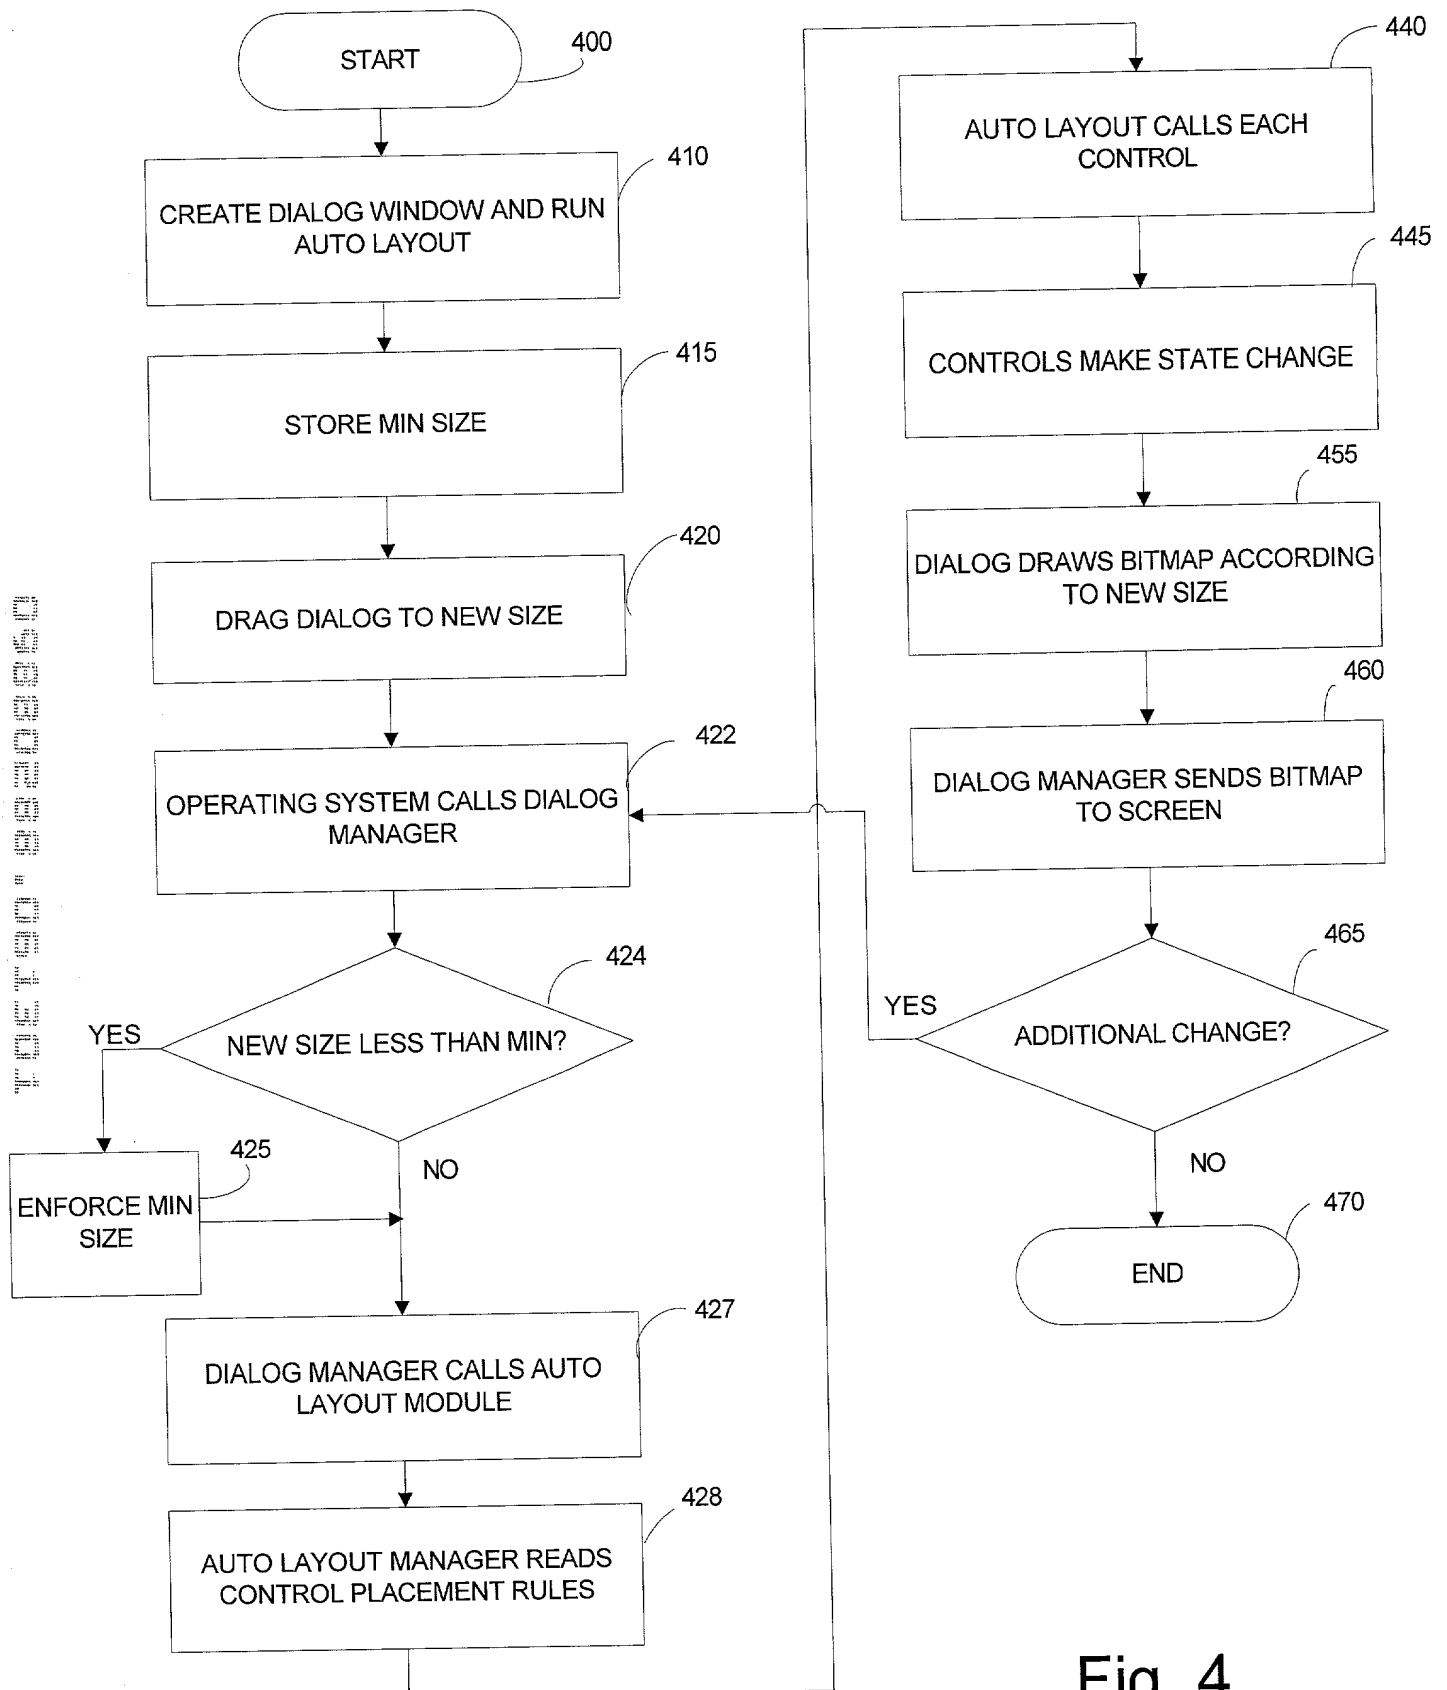 START
400
CREATE DIALOG WINDOW AND RUN
AUTO LAYOUT
410
STORE MIN SIZE
415
DRAG DIALOG TO NEW SIZE
420
OPERATING SYSTEM CALLS DIALOG
MANAGER
422
NEW SIZE LESS THAN MIN?
424
YES
NO
ENFORCE MIN
SIZE
425
DIALOG MANAGER CALLS AUTO
LAYOUT MODULE
427
AUTO LAYOUT MANAGER READS
CONTROL PLACEMENT RULES
428
AUTO LAYOUT CALLS EACH
CONTROL
440
CONTROLS MAKE STATE CHANGE
445
DIALOG DRAWS BITMAP ACCORDING
TO NEW SIZE
455
DIALOG MANAGER SENDS BITMAP
TO SCREEN
460
ADDITIONAL CHANGE?
465
YES
NO
END
470
Fig. 4